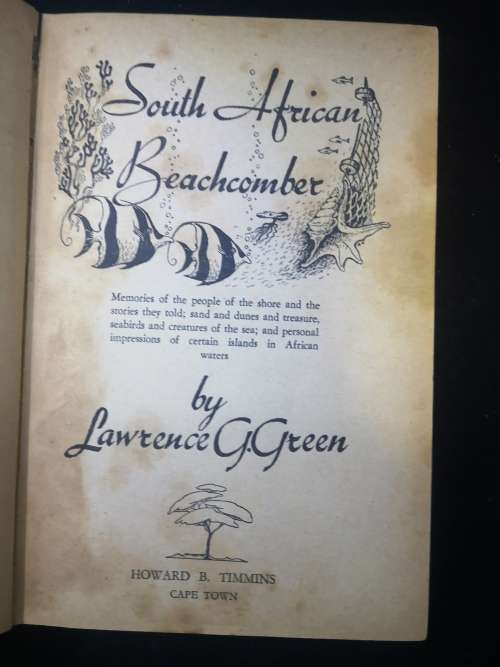 South African
Beachcomber
Memories of the people of the shore and the
stories they told; sand and dunes and treasure,
seabirds and creatures of the sea; and personal
impressions of certain islands in African
waters
by
Lawrence G. Green
HOWARD B. TIMMINS
CAPE TOWN